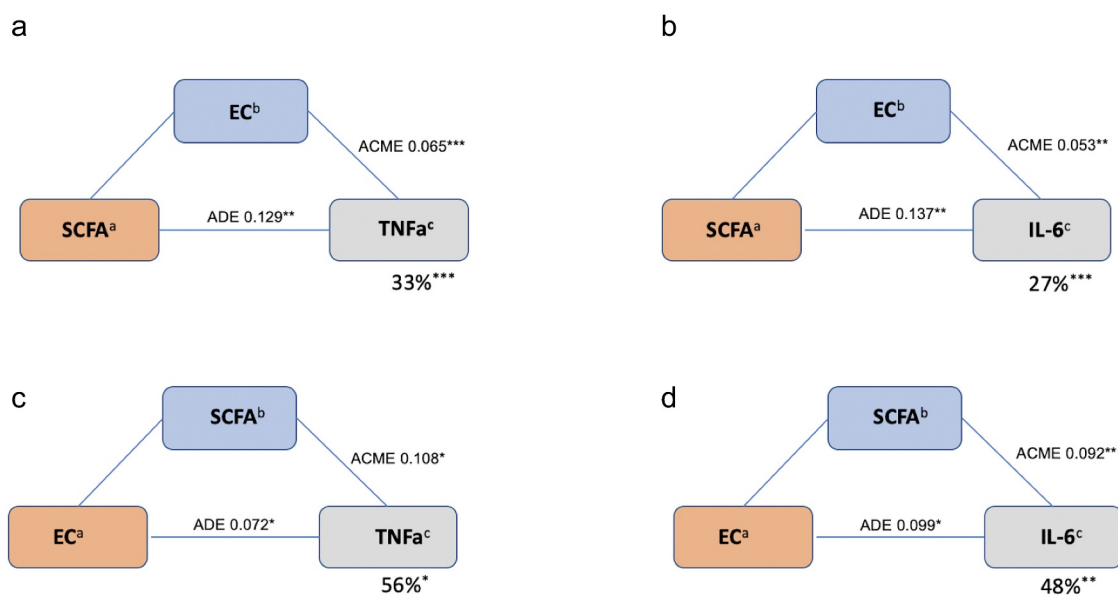 a
ECᵇ
ACME 0.065***
SCFAᵃ
ADE 0.129**
TNFaᶜ
33%***
b
ECᵇ
ACME 0.053**
SCFAᵃ
ADE 0.137**
IL-6ᶜ
27%***
c
SCFAᵇ
ACME 0.108*
ECᵃ
ADE 0.072*
TNFaᶜ
56%*
d
SCFAᵇ
ACME 0.092**
ECᵃ
ADE 0.099*
IL-6ᶜ
48%**